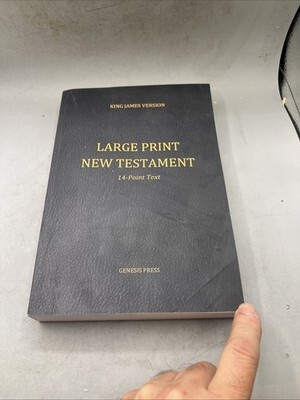 KING JAMES VERSION
LARGE PRINT
NEW TESTAMENT
14-Point Text
GENESIS PRESS